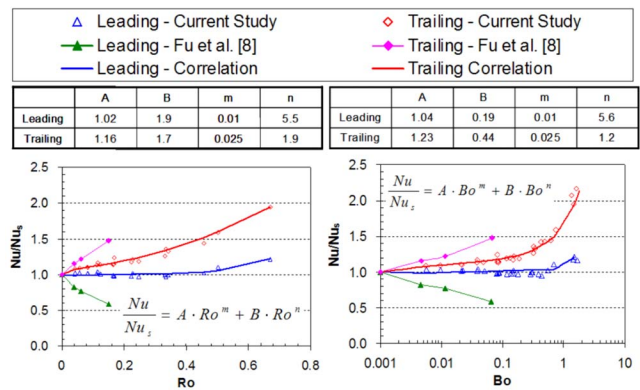 Leading - Current Study Trailing - Current Study
Leading - Fu et al. [8] Trailing - Fu et al. [8]
Leading - Correlation Trailing Correlation
A B m n
Leading 1.02 1.9 0.01 5.5
Trailing 1.16 1.7 0.025 1.9
A B m n
Leading 1.04 0.19 0.01 5.6
Trailing 1.23 0.44 0.025 1.2
2.5
2.0
1.5
1.0
0.5
0.0
Nu/Nus
Nu/Nus = A · Ro^m + B · Ro^n
0 0.2 0.4 0.6 0.8
Ro
2.5
2.0
1.5
1.0
0.5
0.0
Nu/Nus
Nu/Nus = A · Bo^m + B · Bo^n
0.001 0.01 0.1 1 10
Bo